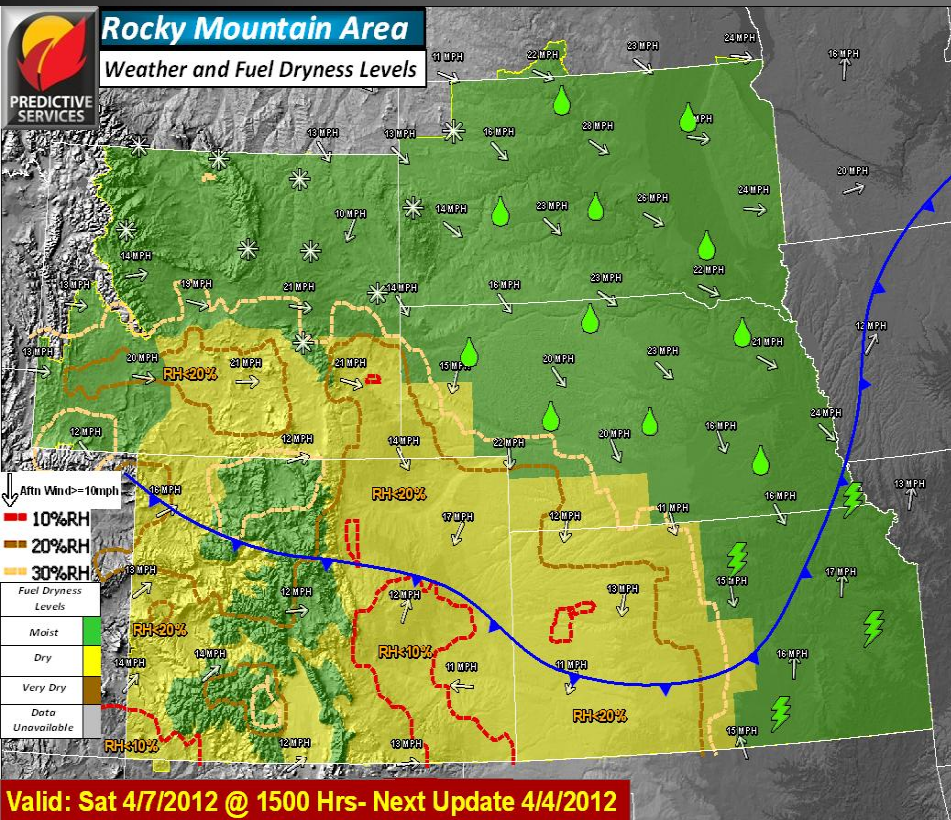 Rocky Mountain Area
Weather and Fuel Dryness Levels
PREDICTIVE
SERVICES
11 MPH
22 MPH
23 MPH
24 MPH
16 MPH
13 MPH
13 MPH
16 MPH
28 MPH
MPH
20 MPH
10 MPH
14 MPH
23 MPH
26 MPH
24 MPH
14 MPH
13 MPH
19 MPH
21 MPH
14 MPH
16 MPH
23 MPH
22 MPH
13 MPH
20 MPH
RH<20%
21 MPH
21 MPH
15 MPH
20 MPH
23 MPH
21 MPH
12 MPH
12 MPH
12 MPH
14 MPH
22 MPH
20 MPH
16 MPH
24 MPH
16 MPH
RH<20%
17 MPH
12 MPH
11 MPH
16 MPH
13 MPH
Aftn Wind>=10mph
10%RH
20%RH
30%RH
Fuel Dryness
Levels
Moist
Dry
Very Dry
Data
Unavailable
13 MPH
12 MPH
12 MPH
13 MPH
15 MPH
17 MPH
RH<20%
RH<10%
14 MPH
14 MPH
11 MPH
11 MPH
16 MPH
RH<20%
RH<10%
12 MPH
13 MPH
15 MPH
Valid: Sat 4/7/2012 @ 1500 Hrs- Next Update 4/4/2012